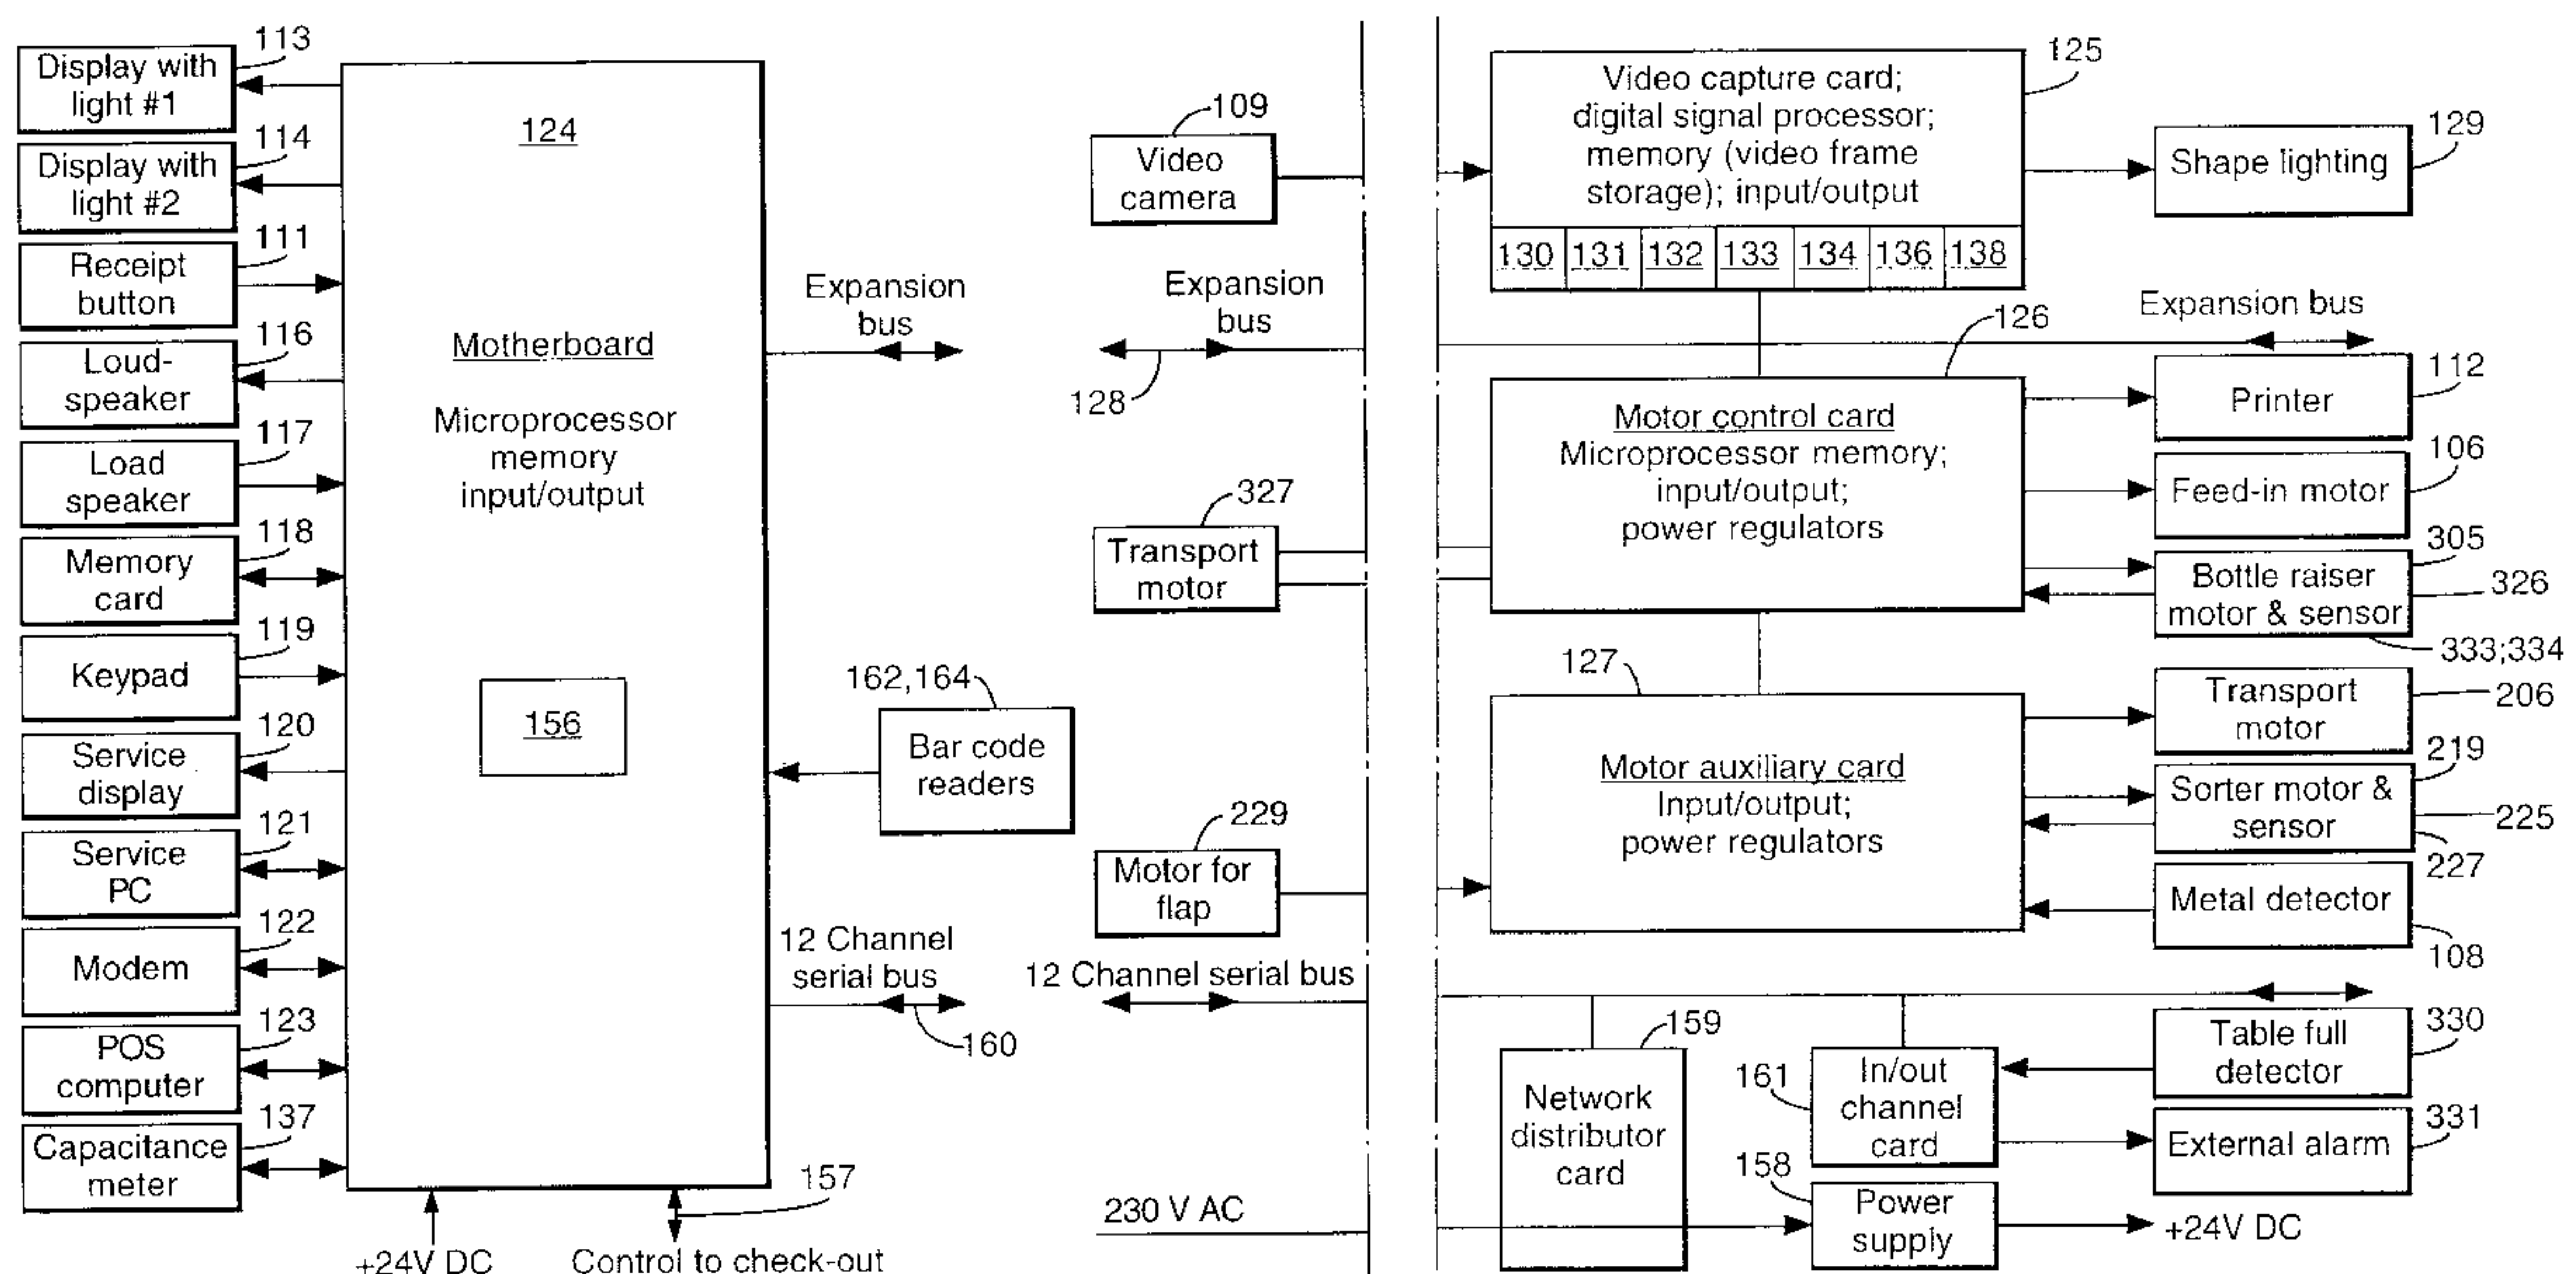 113
Display with
light #1
114
Display with
light #2
111
Receipt
button
116
Loud-
speaker
117
Load
speaker
118
Memory
card
119
Keypad
120
Service
display
121
Service
PC
122
Modem
123
POS
computer
137
Capacitance
meter
124
Motherboard
Microprocessor
memory
input/output
156
+24V DC
157
Control to check-out
Expansion
bus
162,164
Bar code
readers
12 Channel
serial bus
160
109
Video
camera
Expansion
bus
128
327
Transport
motor
229
Motor for
flap
12 Channel serial bus
230 V AC
125
Video capture card;
digital signal processor;
memory (video frame
storage); input/output
130 131 132 133 134 136 138
129
Shape lighting
Expansion bus
126
Motor control card
Microprocessor memory;
input/output;
power regulators
112
Printer
106
Feed-in motor
305
Bottle raiser
motor & sensor
326
333;334
127
Motor auxiliary card
Input/output;
power regulators
Transport
motor
206
219
Sorter motor &
sensor
225
227
Metal detector
108
159
Network
distributor
card
161
In/out
channel
card
330
Table full
detector
331
External alarm
158
Power
supply
+24V DC